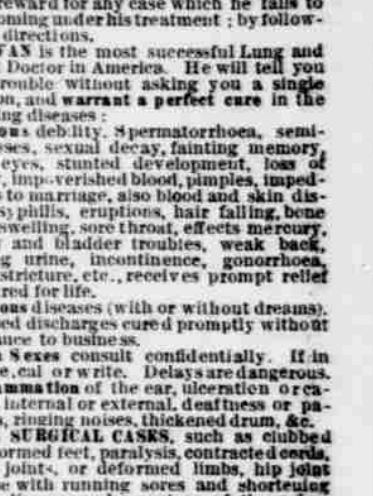 reward for any case which he fails to
oming under his treatment ; by follow-
directions.
FAN is the most successful Lung and
Doctor in America. He will tell you
rouble without asking you a single
on, and warrant a perfect cure in the
ng diseases :
ous debility, Spermatorrhoea, semi-
ses, sexual decay, fainting memory,
eyes, stunted development, loss of
, impoverished blood, pimples, imped-
s to marriage, also blood and skin dis-
syphilis, eruptions, hair falling, bone
swelling, sore throat, effects mercury,
and bladder troubles, weak back,
g urine, incontinence, gonorrhoea,
stricture, etc., receives prompt relief
red for life.
ous diseases (with or without dreams).
ed discharges cured promptly without
ance to business.
Sexes consult confidentially. If in
e, cal or write. Delays are dangerous.
ammation of the ear, ulceration or ca-
internal or external, deafness or pa-
s, ringing noises, thickened drum, &c.
SURGICAL CASKS, such as clubbed
ormed feet, paralysis, contracted cords,
joints, or deformed limbs, hip joint
e with running sores and shortening